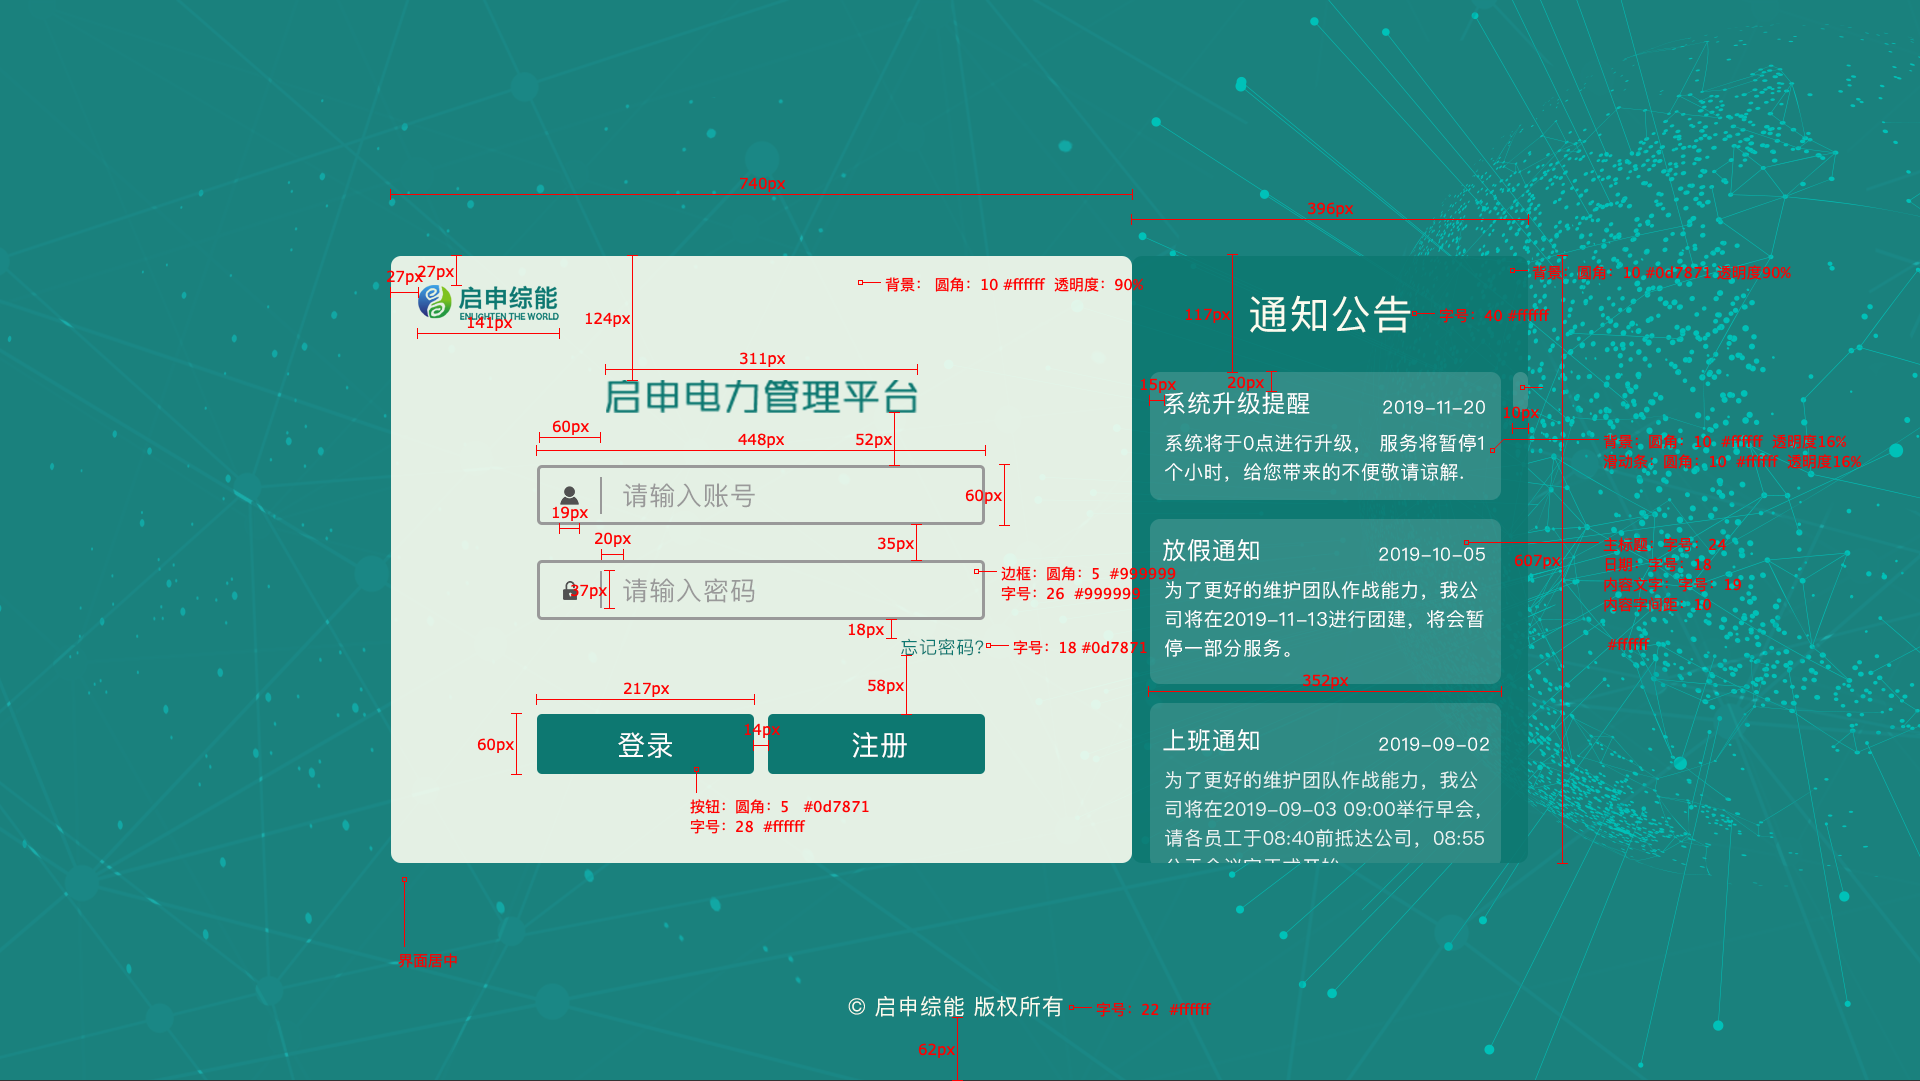 740px
396px
27px
27px
启申综能
ENLIGHTEN THE WORLD
141px
124px
背景： 圆角：10 #ffffff 透明度：90%
311px
启申电力管理平台
60px
448px
52px
请输入账号
60px
19px
20px
35px
请输入密码
37px
边框：圆角：5 #999999
字号：26 #999999
18px
忘记密码?
字号：18 #0d7871
58px
217px
14px
60px
登录
注册
按钮：圆角：5 #0d7871
字号：28 #ffffff
界面居中
117px
通知公告
字号：40 #ffffff
背景：圆角：10 #0d7871 透明度90%
15px
20px
10px
系统升级提醒
2019-11-20
系统将于0点进行升级， 服务将暂停1
个小时，给您带来的不便敬请谅解.
背景：圆角：10 #ffffff 透明度16%
滑动条：圆角：10 #ffffff 透明度16%
放假通知
2019-10-05
为了更好的维护团队作战能力，我公
司将在2019-11-13进行团建，将会暂
停一部分服务。
607px
主标题：字号：24
日期：字号：18
内容文字：字号：19
内容字间距：10
#ffffff
352px
上班通知
2019-09-02
为了更好的维护团队作战能力，我公
司将在2019-09-03 09:00举行早会，
请各员工于08:40前抵达公司，08:55
© 启申综能 版权所有
字号：22 #ffffff
62px